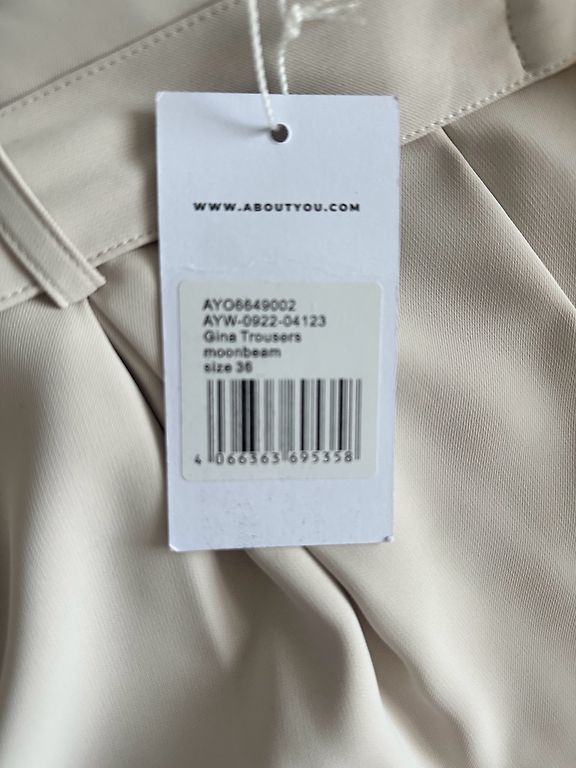 WWW.ABOUTYOU.COM
AYO6649002
AYW-0922-04123
Gina Trousers
moonbeam
size 36
4 066363 695358